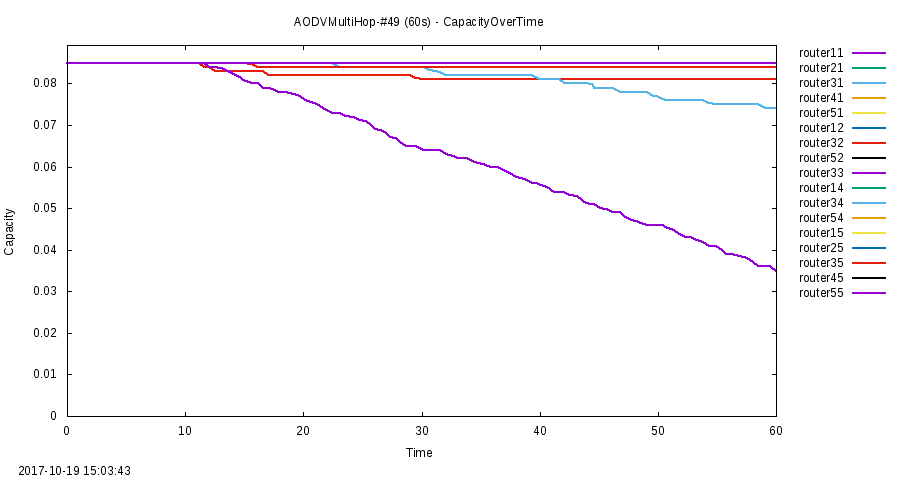 AODVMultiHop-#49 (60s) - CapacityOverTime
router11
router21
router31
router41
router51
router12
router32
router52
router33
router14
router34
router54
router15
router25
router35
router45
router55
Capacity
0.08
0.07
0.06
0.05
0.04
0.03
0.02
0.01
0
0 10 20 30 40 50 60
Time
2017-10-19 15:03:43